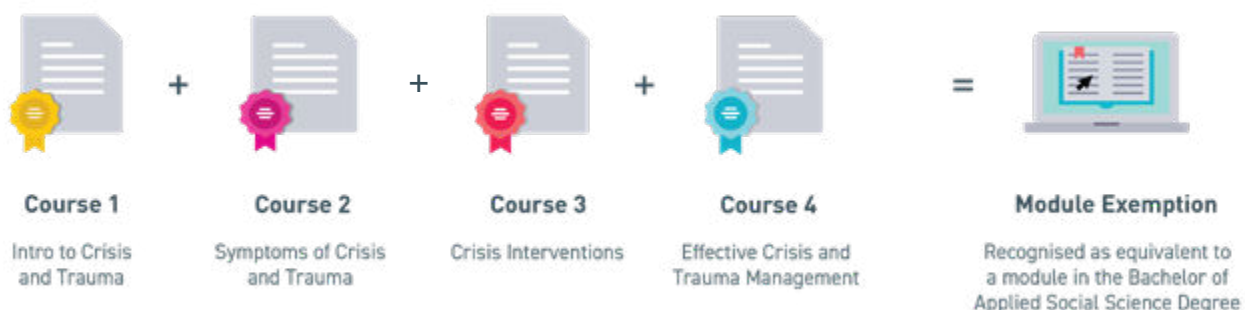 + + + =
Course 1
Intro to Crisis
and Trauma
Course 2
Symptoms of Crisis
and Trauma
Course 3
Crisis Interventions
Course 4
Effective Crisis and
Trauma Management
Module Exemption
Recognised as equivalent to
a module in the Bachelor of
Applied Social Science Degree